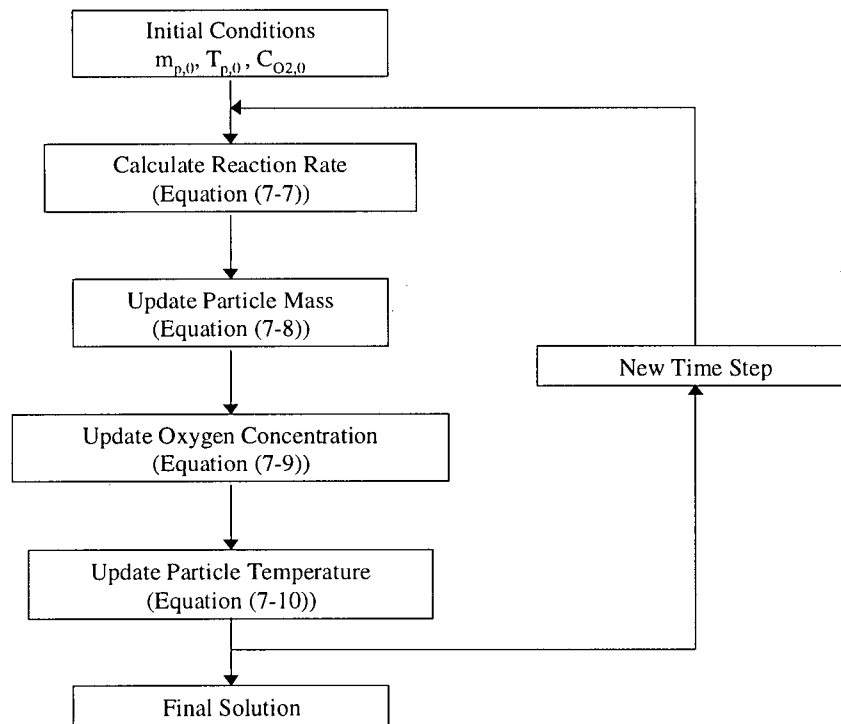 Initial Conditions
m_{p,0}, T_{p,0}, C_{O2,0}
Calculate Reaction Rate
(Equation (7-7))
Update Particle Mass
(Equation (7-8))
New Time Step
Update Oxygen Concentration
(Equation (7-9))
Update Particle Temperature
(Equation (7-10))
Final Solution